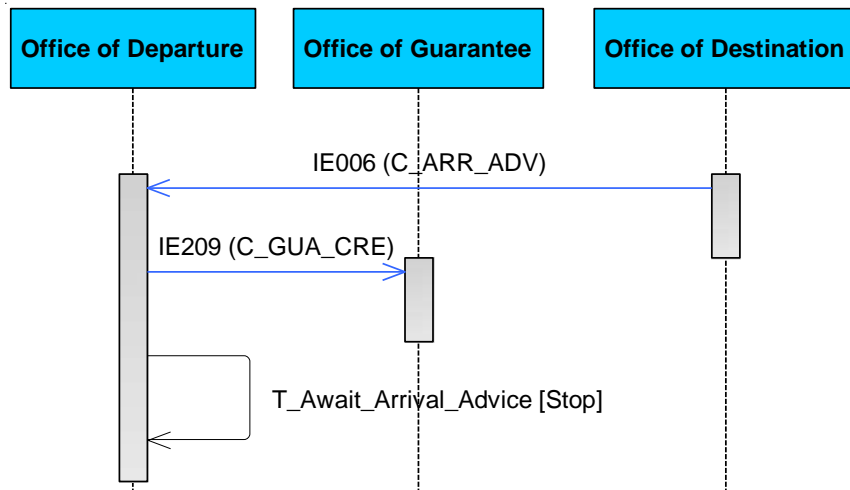 Office of Departure
Office of Guarantee
Office of Destination
IE006 (C_ARR_ADV)
IE209 (C_GUA_CRE)
T_Await_Arrival_Advice [Stop]